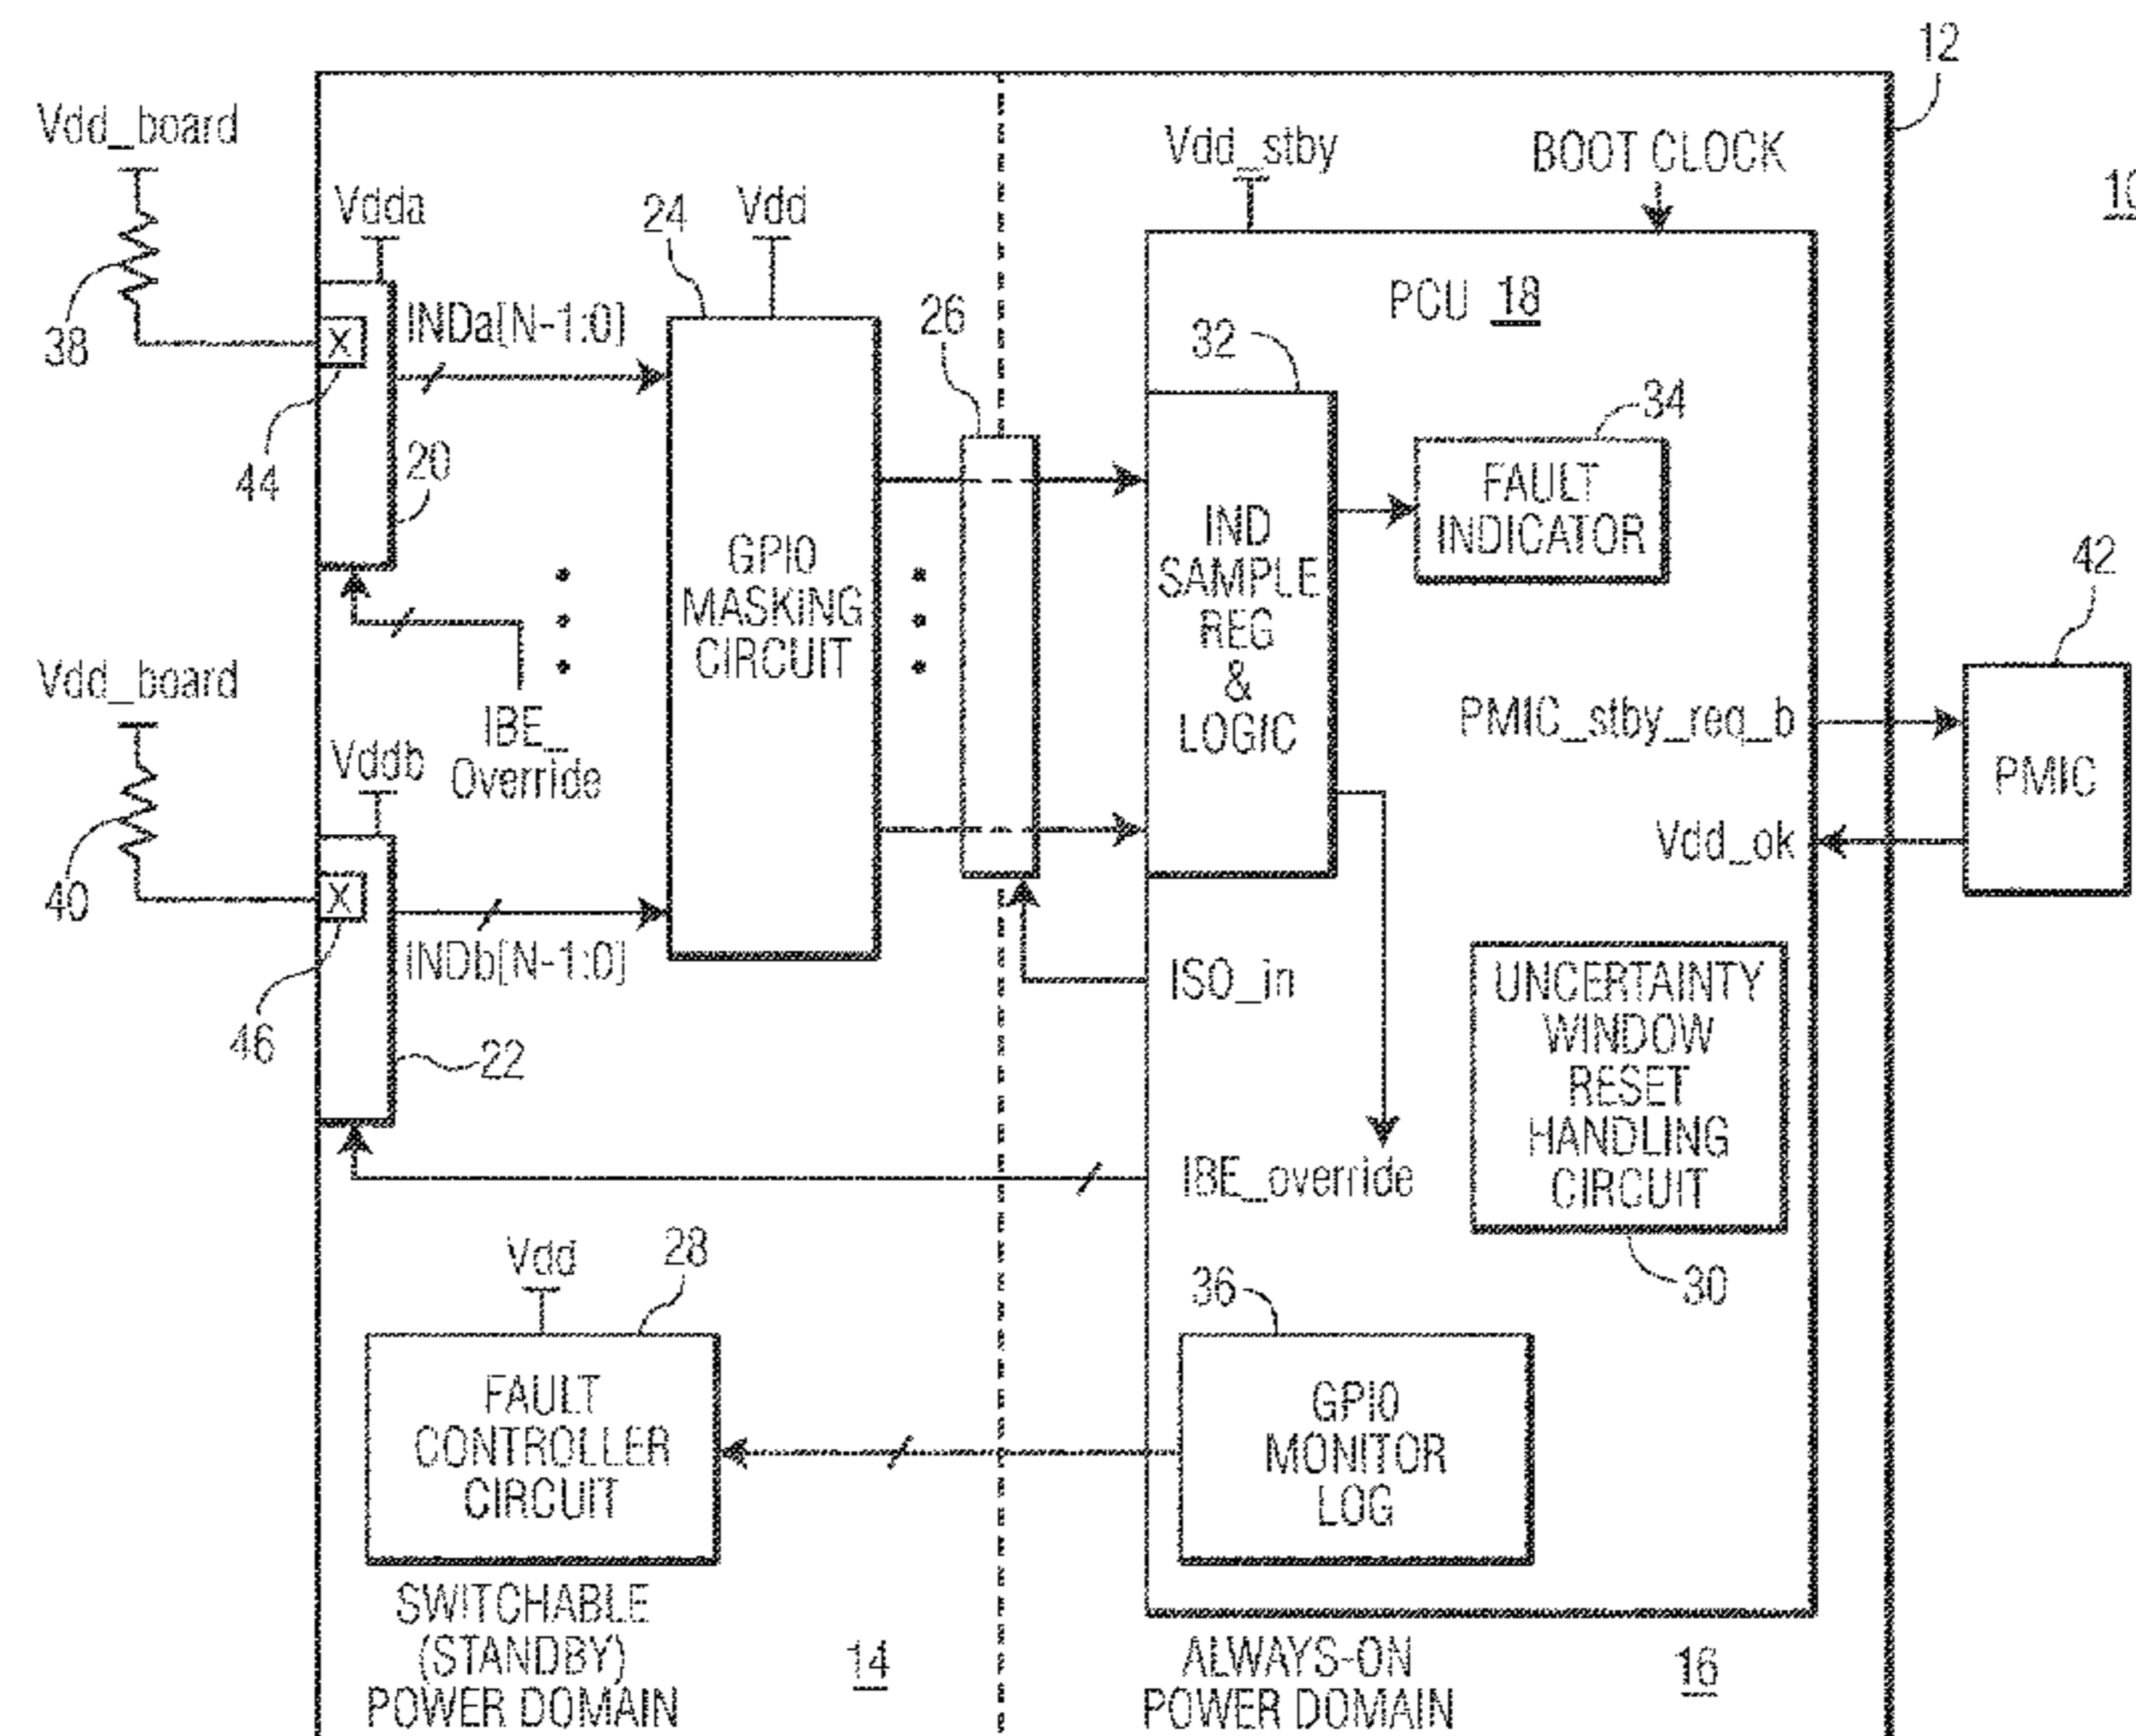 12
10
Vdd_board
38
Vdda
X
44
20
INDa[N-1:0]
24
Vdd
GPIO
MASKING
CIRCUIT
26
Vdd_stby
BOOT CLOCK
PCU 18
32
IND
SAMPLE
REG
&
LOGIC
34
FAULT
INDICATOR
42
PMIC
PMIC_stby_req_b
Vdd_ok
IBE_
Override
Vdd_board
40
Vddb
X
46
22
INDb[N-1:0]
ISO_in
IBE_override
UNCERTAINTY
WINDOW
RESET
HANDLING
CIRCUIT
30
Vdd
28
FAULT
CONTROLLER
CIRCUIT
36
GPIO
MONITOR
LOG
SWITCHABLE
(STANDBY)
POWER DOMAIN
14
ALWAYS-ON
POWER DOMAIN
16